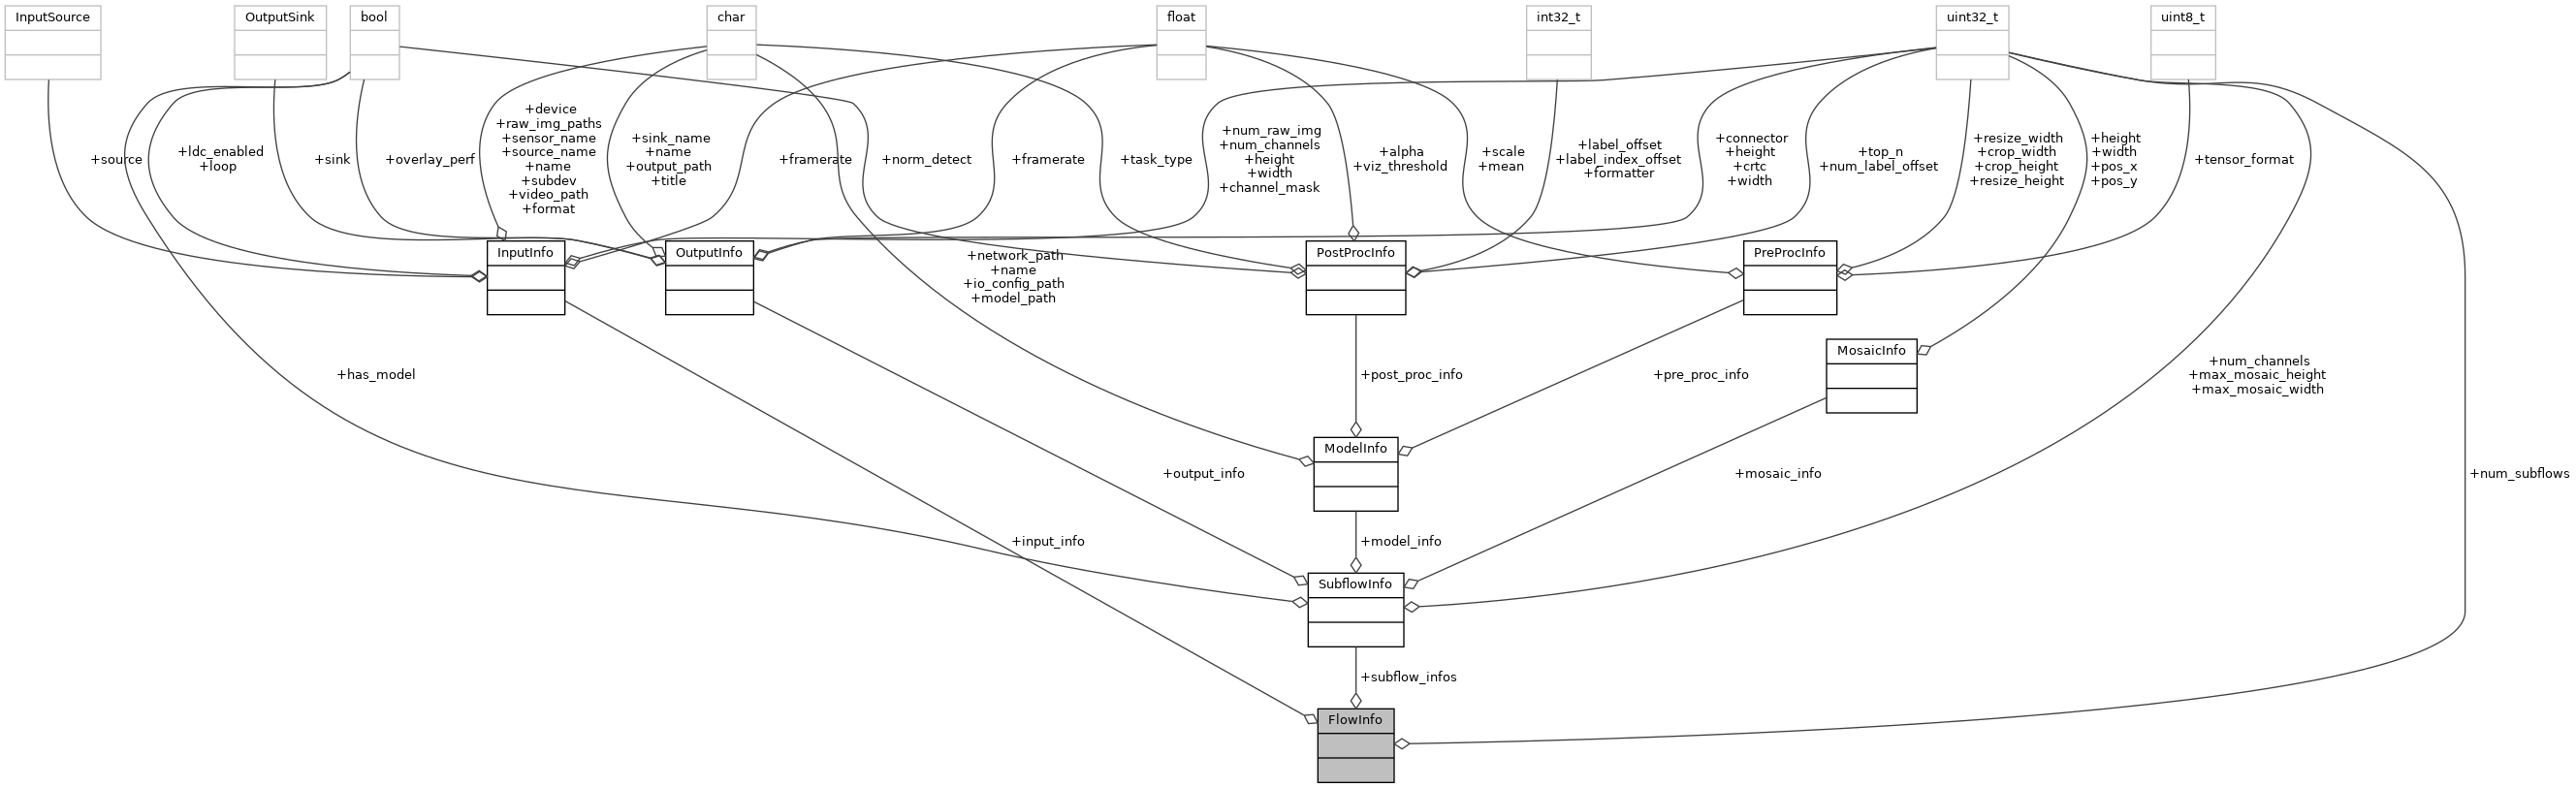 InputSource
OutputSink
bool
char
float
int32_t
uint32_t
uint8_t
+source
+ldc_enabled
+loop
+sink
+overlay_perf
+device
+raw_img_paths
+sensor_name
+source_name
+name
+subdev
+video_path
+format
+sink_name
+name
+output_path
+title
+framerate
+norm_detect
+framerate
+task_type
+num_raw_img
+num_channels
+height
+width
+channel_mask
+alpha
+viz_threshold
+scale
+mean
+label_offset
+label_index_offset
+formatter
+connector
+height
+crtc
+width
+top_n
+num_label_offset
+resize_width
+crop_width
+crop_height
+resize_height
+height
+width
+pos_x
+pos_y
+tensor_format
InputInfo
OutputInfo
+network_path
+name
+io_config_path
+model_path
PostProcInfo
PreProcInfo
MosaicInfo
+has_model
+post_proc_info
+pre_proc_info
+num_channels
+max_mosaic_height
+max_mosaic_width
ModelInfo
+output_info
+mosaic_info
+num_subflows
+input_info
+model_info
SubflowInfo
+subflow_infos
FlowInfo